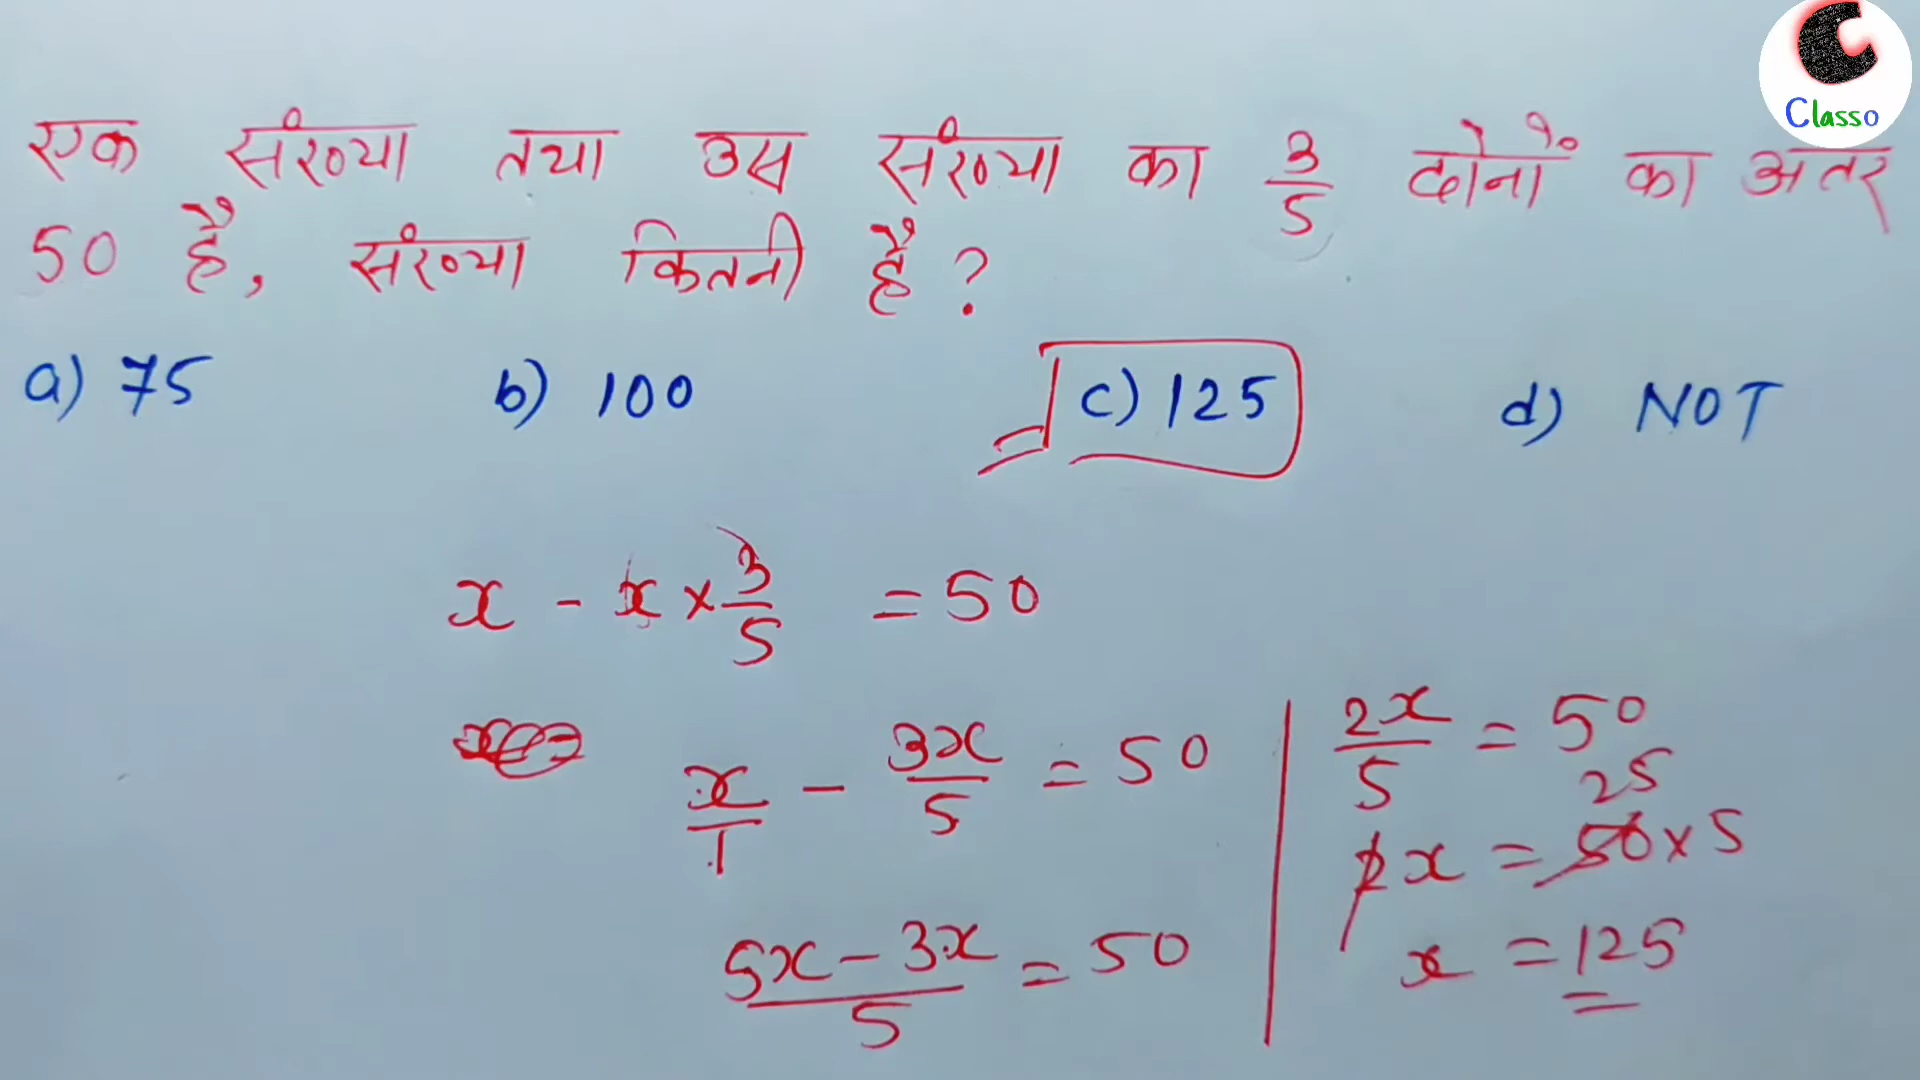 Classo
एक संख्या तथा उस संख्या का 3/5 दोनों का अंतर
50 है, संख्या कितनी है ?
a) 75 b) 100 c) 125 d) NOT
x - x × 3/5 = 50
x/1 - 3x/5 = 50
5x - 3x/5 = 50
2x/5 = 50
25
2x = 50 × 5
x = 125